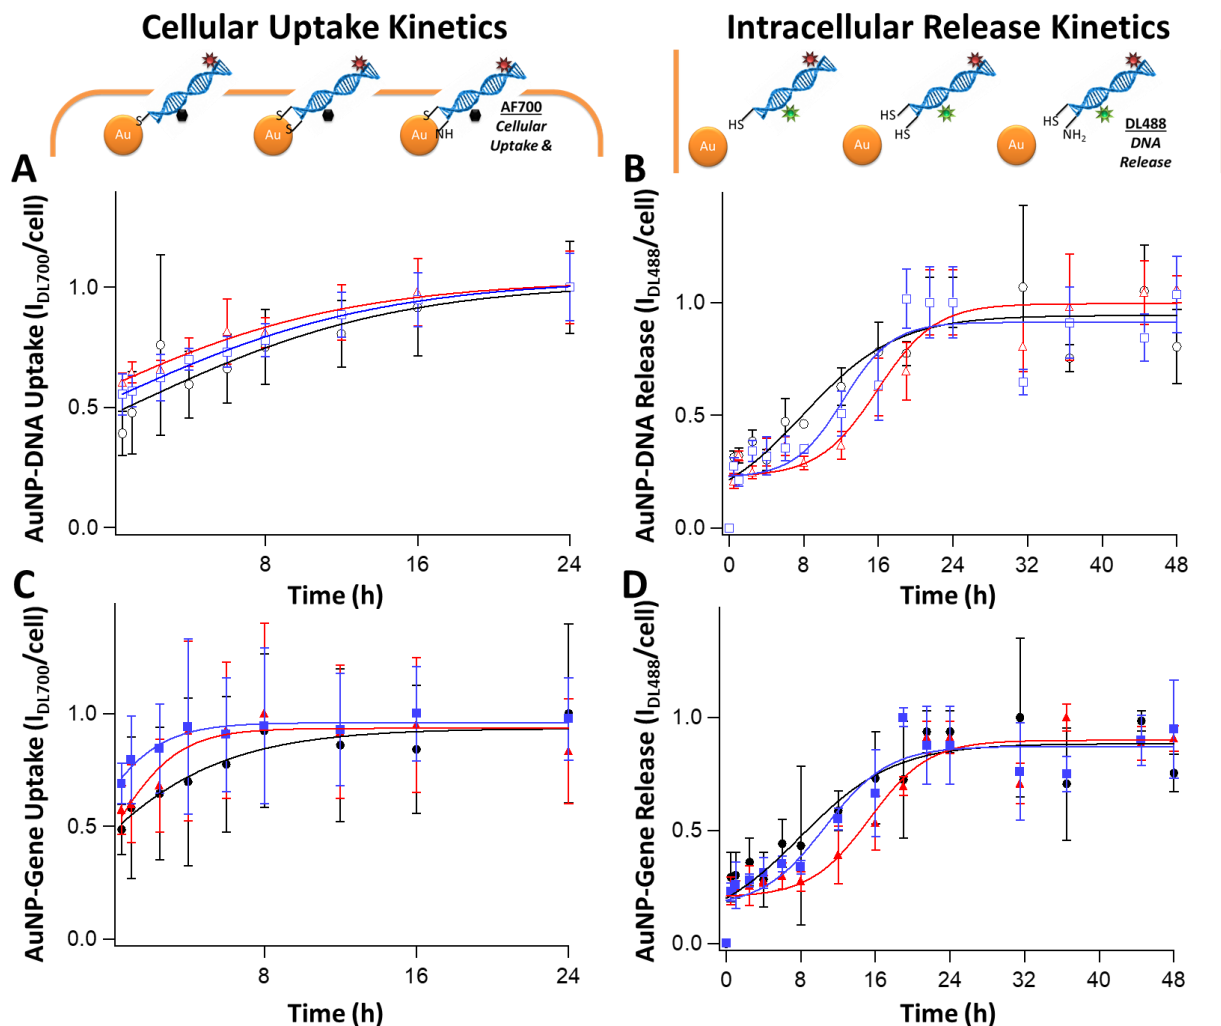 Cellular Uptake Kinetics
Intracellular Release Kinetics
S
Au
S
S
Au
S
NH
Au
AF700
Cellular
Uptake &
HS
Au
HS
HS
Au
HS
NH2
Au
DL488
DNA
Release
A
AuNP-DNA Uptake (IDL700/cell)
1.0
0.5
0.0
8
16
24
Time (h)
B
AuNP-DNA Release (IDL488/cell)
1.0
0.5
0.0
0
8
16
24
32
40
48
Time (h)
C
AuNP-Gene Uptake (IDL700/cell)
1.0
0.5
0.0
8
16
24
Time (h)
D
AuNP-Gene Release (IDL488/cell)
1.0
0.5
0.0
0
8
16
24
32
40
48
Time (h)